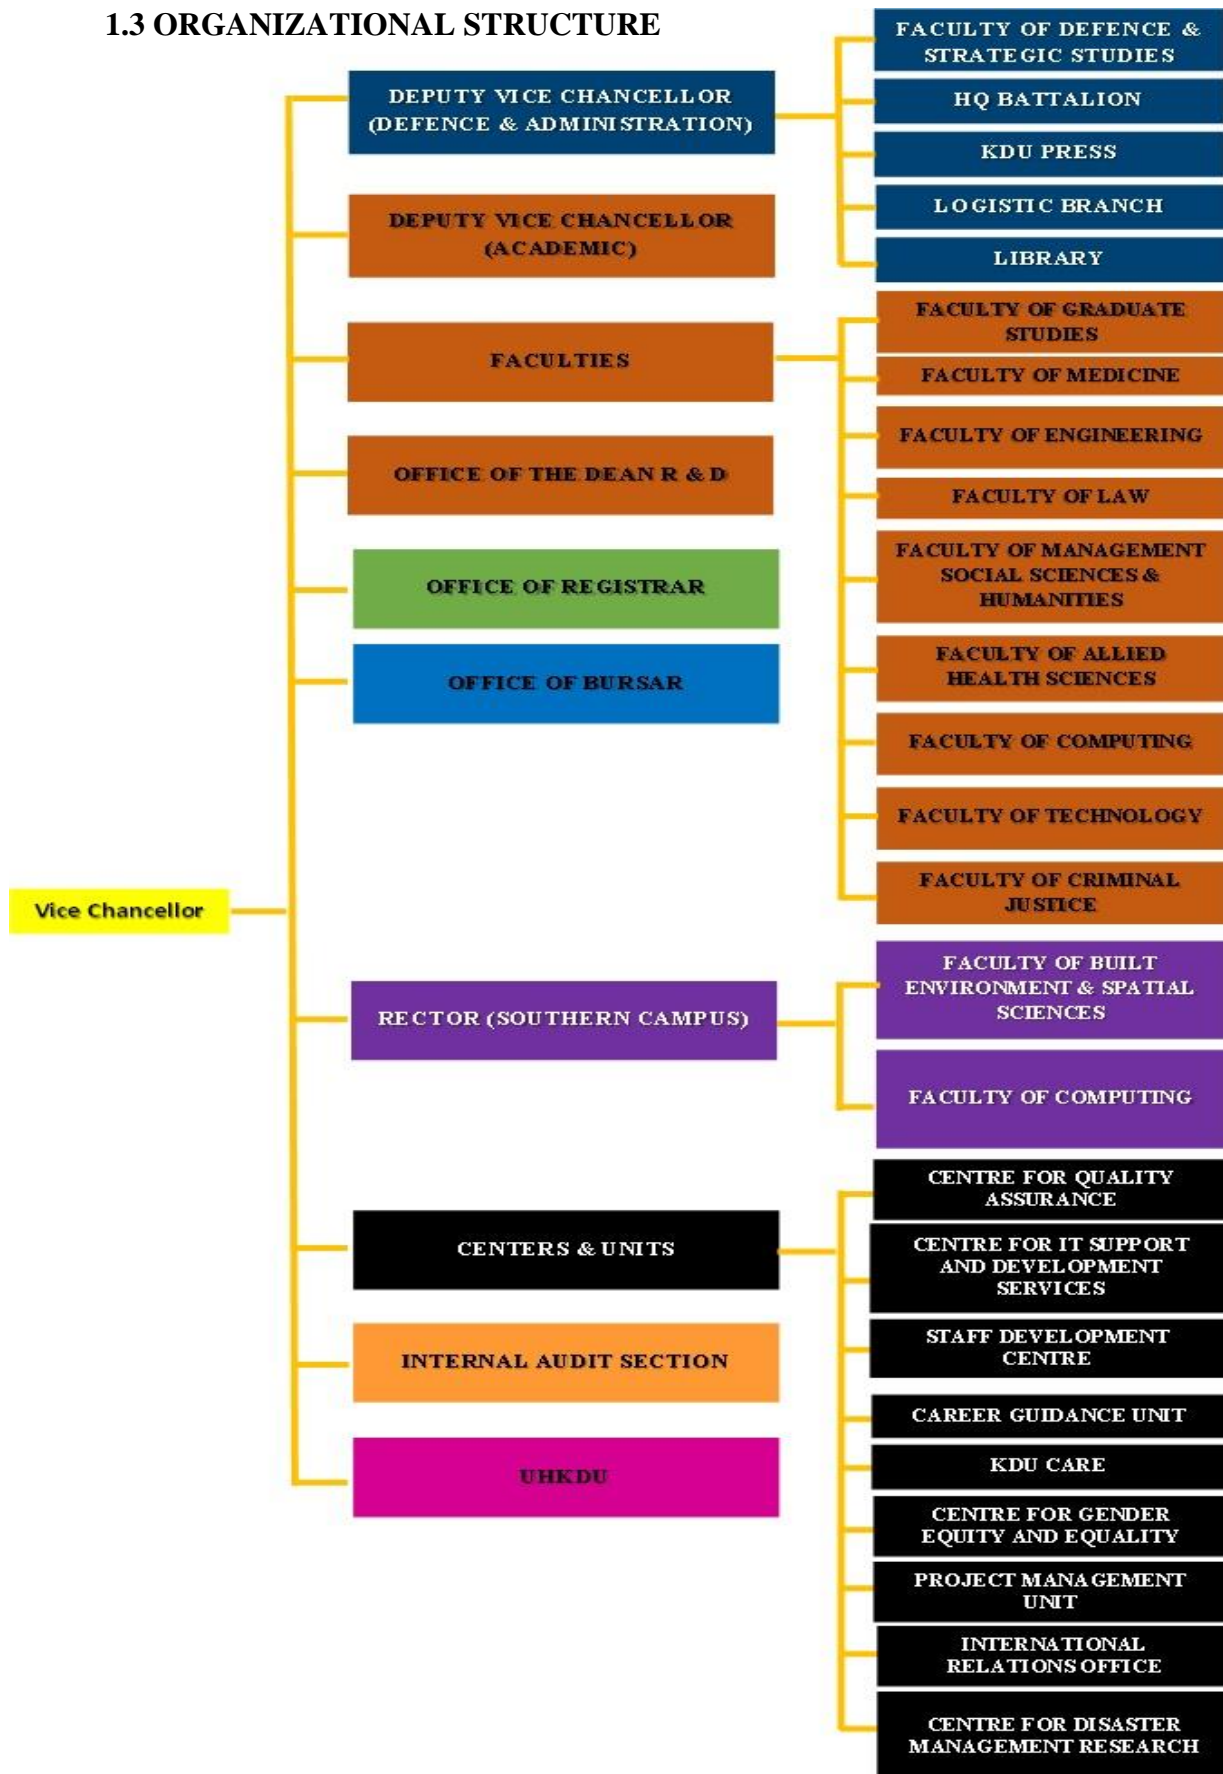 1.3 ORGANIZATIONAL STRUCTURE
DEPUTY VICE CHANCELLOR
(DEFENCE & ADMINISTRATION)
FACULTY OF DEFENCE &
STRATEGIC STUDIES
HQ BATTALION
KDU PRESS
LOGISTIC BRANCH
LIBRARY
DEPUTY VICE CHANCELLOR
(ACADEMIC)
FACULTIES
FACULTY OF GRADUATE
STUDIES
FACULTY OF MEDICINE
FACULTY OF ENGINEERING
FACULTY OF LAW
FACULTY OF MANAGEMENT
SOCIAL SCIENCES &
HUMANITIES
FACULTY OF ALLIED
HEALTH SCIENCES
FACULTY OF COMPUTING
FACULTY OF TECHNOLOGY
FACULTY OF CRIMINAL
JUSTICE
OFFICE OF THE DEAN R & D
OFFICE OF REGISTRAR
OFFICE OF BURSAR
Vice Chancellor
RECTOR (SOUTHERN CAMPUS)
FACULTY OF BUILT
ENVIRONMENT & SPATIAL
SCIENCES
FACULTY OF COMPUTING
CENTERS & UNITS
CENTRE FOR QUALITY
ASSURANCE
CENTRE FOR IT SUPPORT
AND DEVELOPMENT
SERVICES
STAFF DEVELOPMENT
CENTRE
CAREER GUIDANCE UNIT
KDU CARE
CENTRE FOR GENDER
EQUITY AND EQUALITY
PROJECT MANAGEMENT
UNIT
INTERNATIONAL
RELATIONS OFFICE
CENTRE FOR DISASTER
MANAGEMENT RESEARCH
INTERNAL AUDIT SECTION
UHKDU